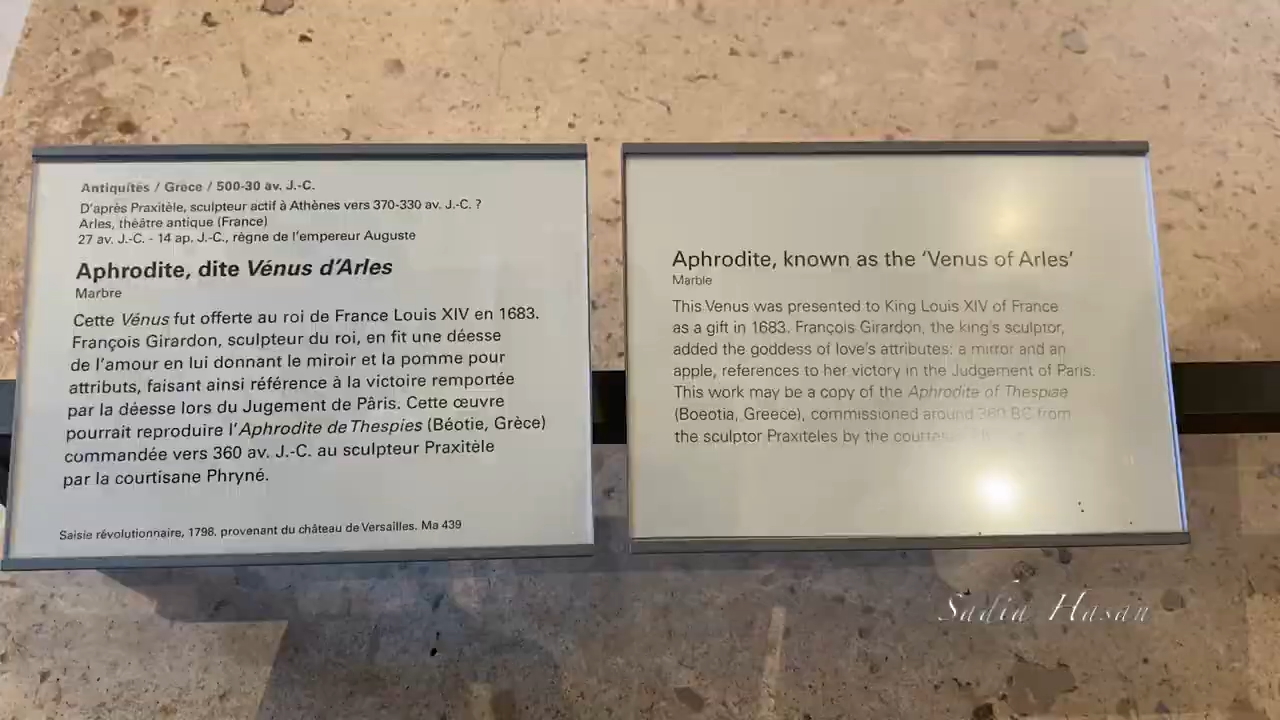 Antiquités / Grèce / 500-30 av. J.-C.
D'après Praxitèle, sculpteur actif à Athènes vers 370-330 av. J.-C. ?
Arles, théâtre antique (France)
27 av. J.-C. - 14 ap. J.-C., règne de l'empereur Auguste
Aphrodite, dite Vénus d'Arles
Marbre
Cette Vénus fut offerte au roi de France Louis XIV en 1683.
François Girardon, sculpteur du roi, en fit une déesse
de l'amour en lui donnant le miroir et la pomme pour
attributs, faisant ainsi référence à la victoire remportée
par la déesse lors du Jugement de Pâris. Cette œuvre
pourrait reproduire l'Aphrodite de Thespies (Béotie, Grèce)
commandée vers 360 av. J.-C. au sculpteur Praxitèle
par la courtisane Phryné.
Saisie révolutionnaire, 1798, provenant du château de Versailles. Ma 439
Aphrodite, known as the 'Venus of Arles'
Marble
This Venus was presented to King Louis XIV of France
as a gift in 1683. François Girardon, the king's sculptor,
added the goddess of love's attributes: a mirror and an
apple, references to her victory in the Judgement of Paris.
This work may be a copy of the Aphrodite of Thespiae
(Boeotia, Greece), commissioned around 360 BC from
the sculptor Praxiteles by the
Sadia Hasan